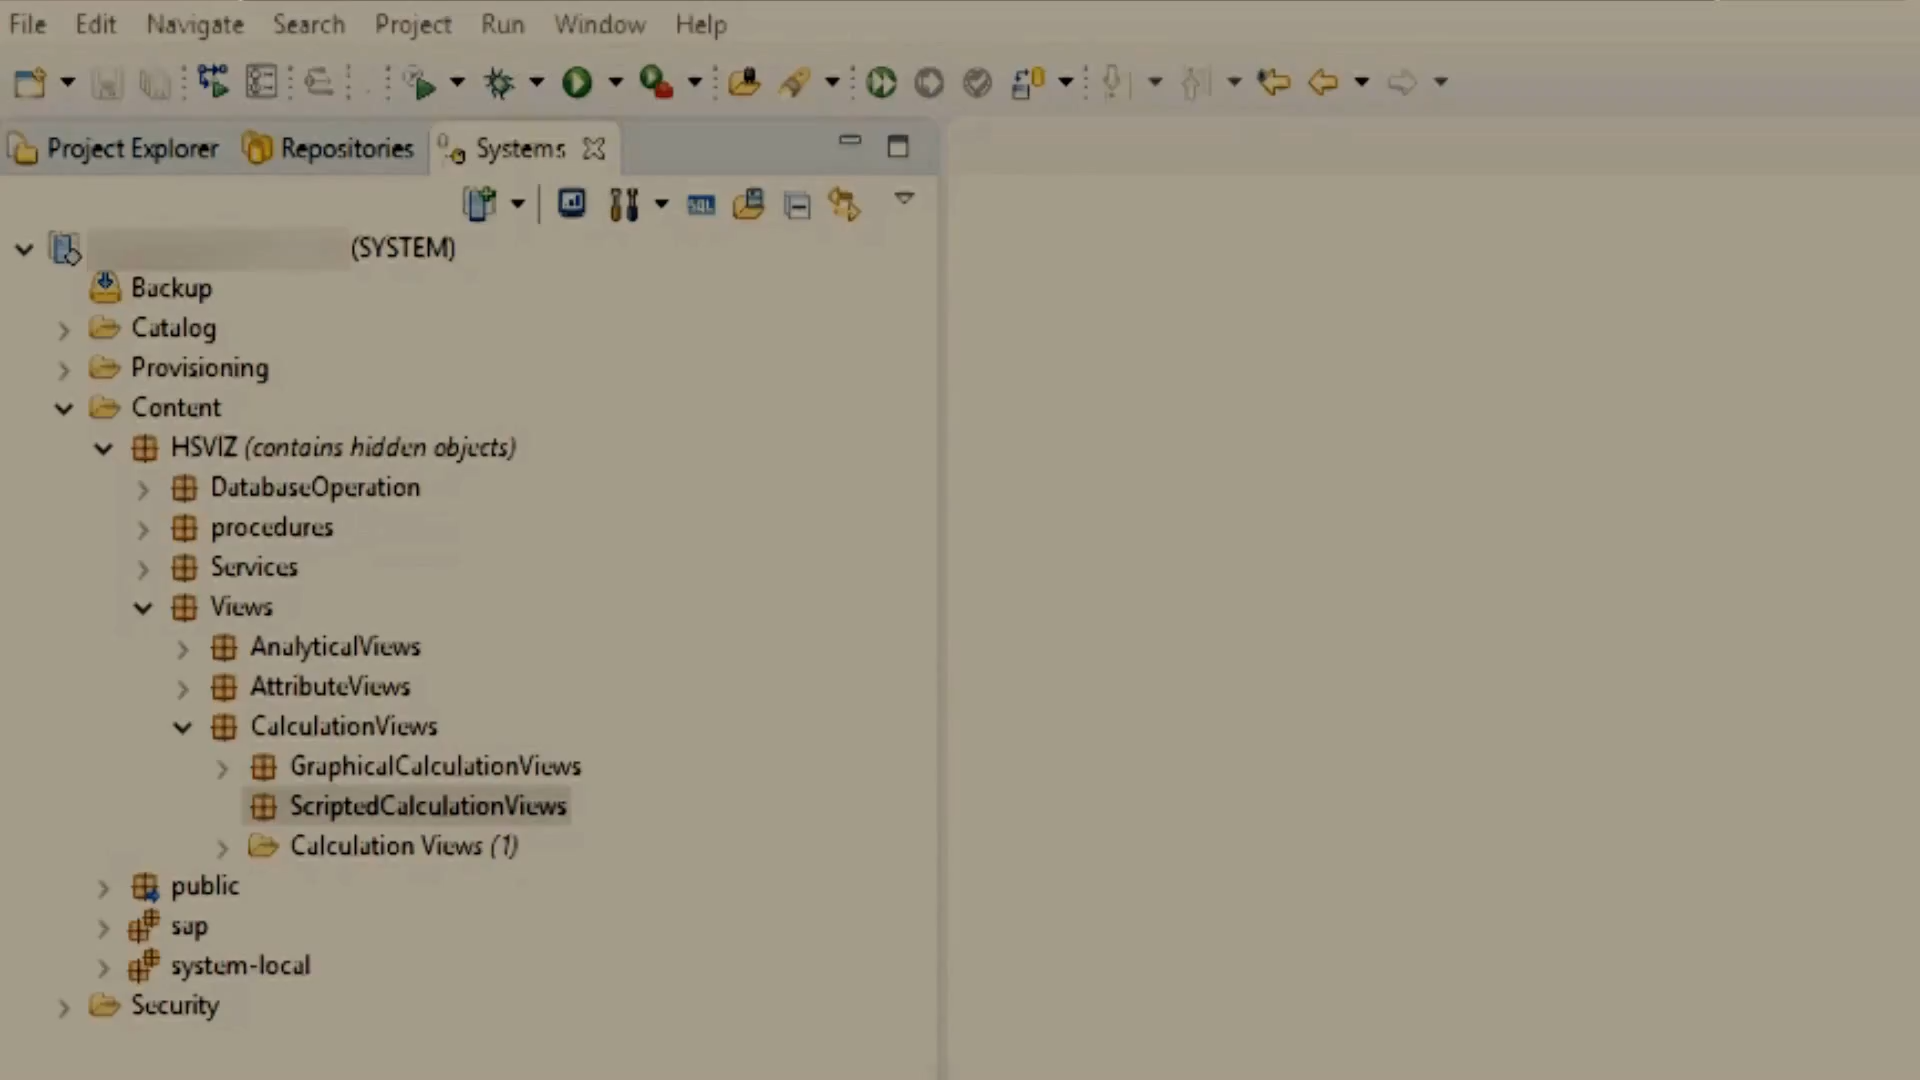 File Edit Navigate Search Project Run Window Help
Project Explorer Repositories Systems
SQL
(SYSTEM)
Backup
Catalog
Provisioning
Content
HSVIZ (contains hidden objects)
DatabaseOperation
procedures
Services
Views
AnalyticalViews
AttributeViews
CalculationViews
GraphicalCalculationViews
ScriptedCalculationViews
Calculation Views (1)
public
sap
system-local
Security